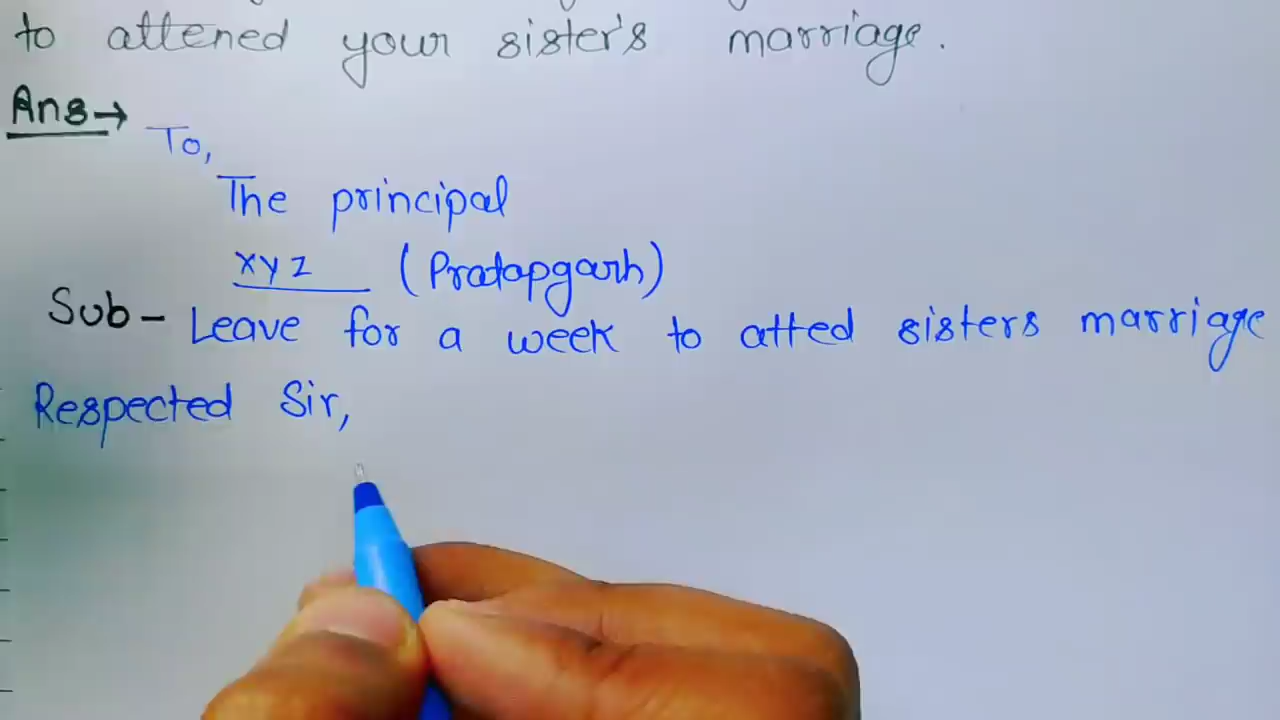 to attened your sister's marriage.
Ans→
To,
The principal
xyz (Pratapgarh)
Sub- Leave for a week to atted sisters marriage
Respected Sir,